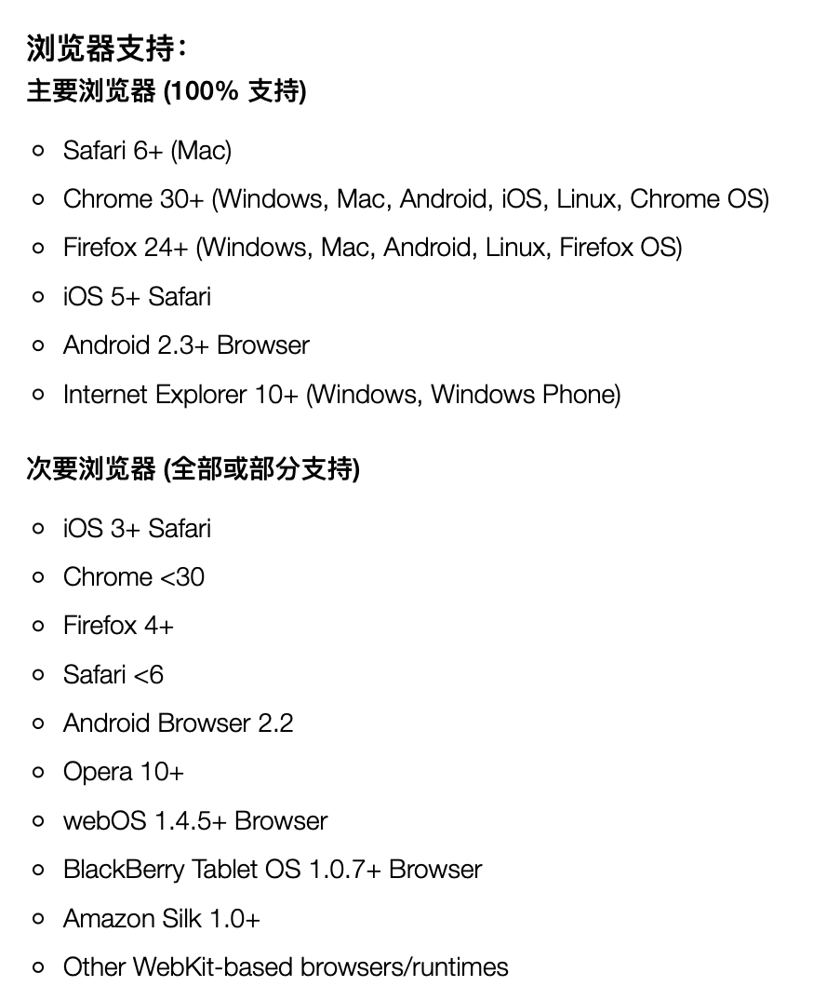 浏览器支持：
主要浏览器 (100% 支持)
Safari 6+ (Mac)
Chrome 30+ (Windows, Mac, Android, iOS, Linux, Chrome OS)
Firefox 24+ (Windows, Mac, Android, Linux, Firefox OS)
iOS 5+ Safari
Android 2.3+ Browser
Internet Explorer 10+ (Windows, Windows Phone)
次要浏览器 (全部或部分支持)
iOS 3+ Safari
Chrome <30
Firefox 4+
Safari <6
Android Browser 2.2
Opera 10+
webOS 1.4.5+ Browser
BlackBerry Tablet OS 1.0.7+ Browser
Amazon Silk 1.0+
Other WebKit-based browsers/runtimes